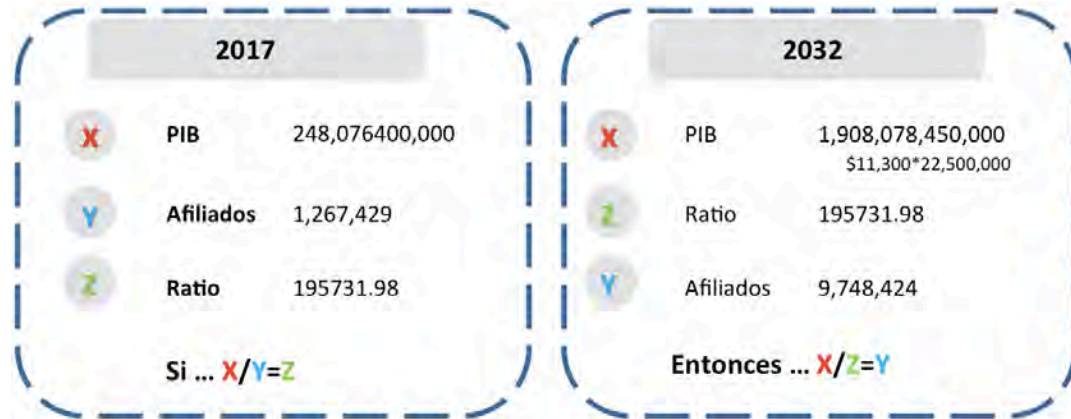 2017
X PIB 248,076400,000
Y Afiliados 1,267,429
Z Ratio 195731.98
Si ... X/Y=Z
2032
X PIB 1,908,078,450,000
$11,300*22,500,000
Z Ratio 195731.98
Y Afiliados 9,748,424
Entonces ... X/Z=Y